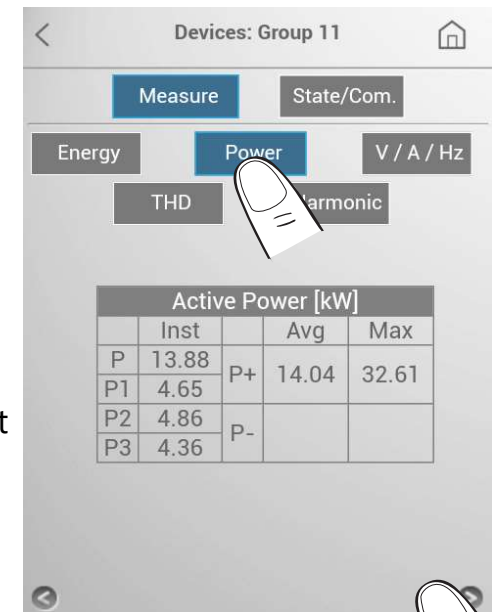 Devices: Group 11
Measure State/Com.
Energy Power V / A / Hz
THD armonic
Active Power [kW]
Inst Avg Max
P 13.88 P+ 14.04 32.61
P1 4.65
P2 4.86 P-
P3 4.36
t